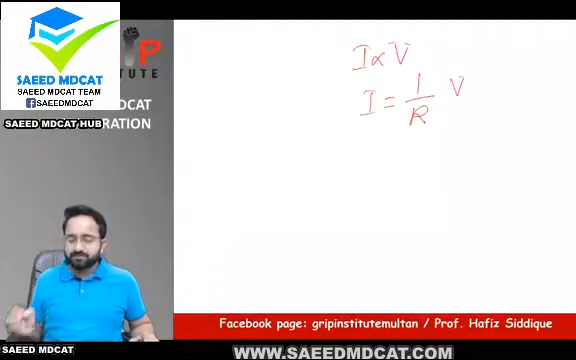 SAEED MDCAT
SAEED MDCAT TEAM
SAEEDMDCAT
P
TUTE
DCAT
SAEED MDCAT HUB
RATION
I ∝ V
I = 1/R V
Facebook page: gripinstitutemultan / Prof. Hafiz Siddique
SAEED MDCAT
WWW.SAEEDMDCAT.COM